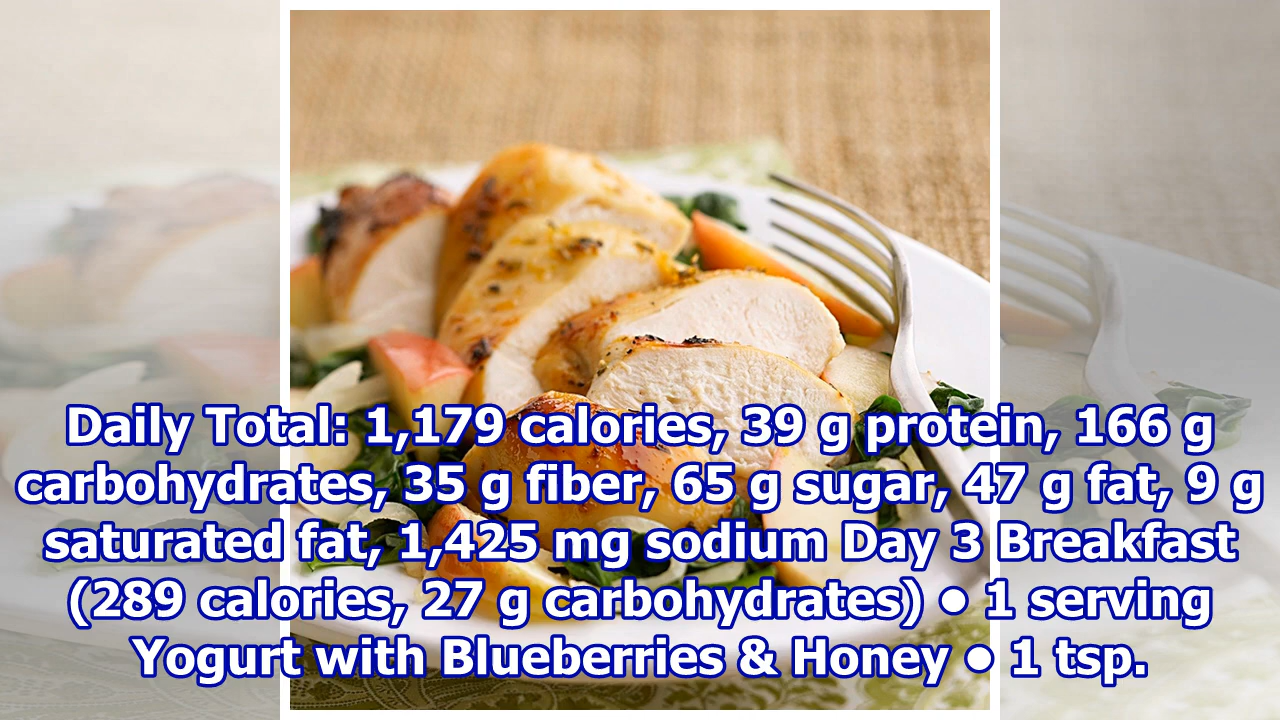 Daily Total: 1,179 calories, 39 g protein, 166 g
carbohydrates, 35 g fiber, 65 g sugar, 47 g fat, 9 g
saturated fat, 1,425 mg sodium Day 3 Breakfast
(289 calories, 27 g carbohydrates) ● 1 serving
Yogurt with Blueberries & Honey ● 1 tsp.